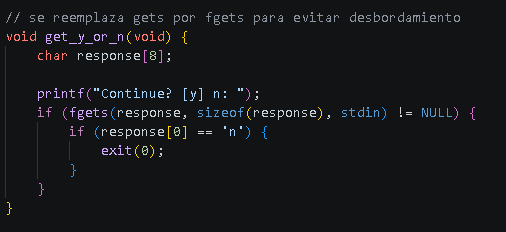 // se reemplaza gets por fgets para evitar desbordamiento
void get_y_or_n(void) {
    char response[8];

    printf("Continue? [y] n: ");
    if (fgets(response, sizeof(response), stdin) != NULL) {
        if (response[0] == 'n') {
            exit(0);
        }
    }
}